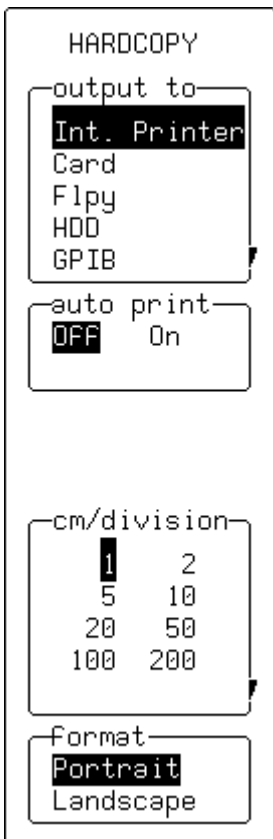 HARDCOPY
output to
Int. Printer
Card
Flpy
HDD
GPIB
auto print
OFF On
cm/division
1 2
5 10
20 50
100 200
format
Portrait
Landscape